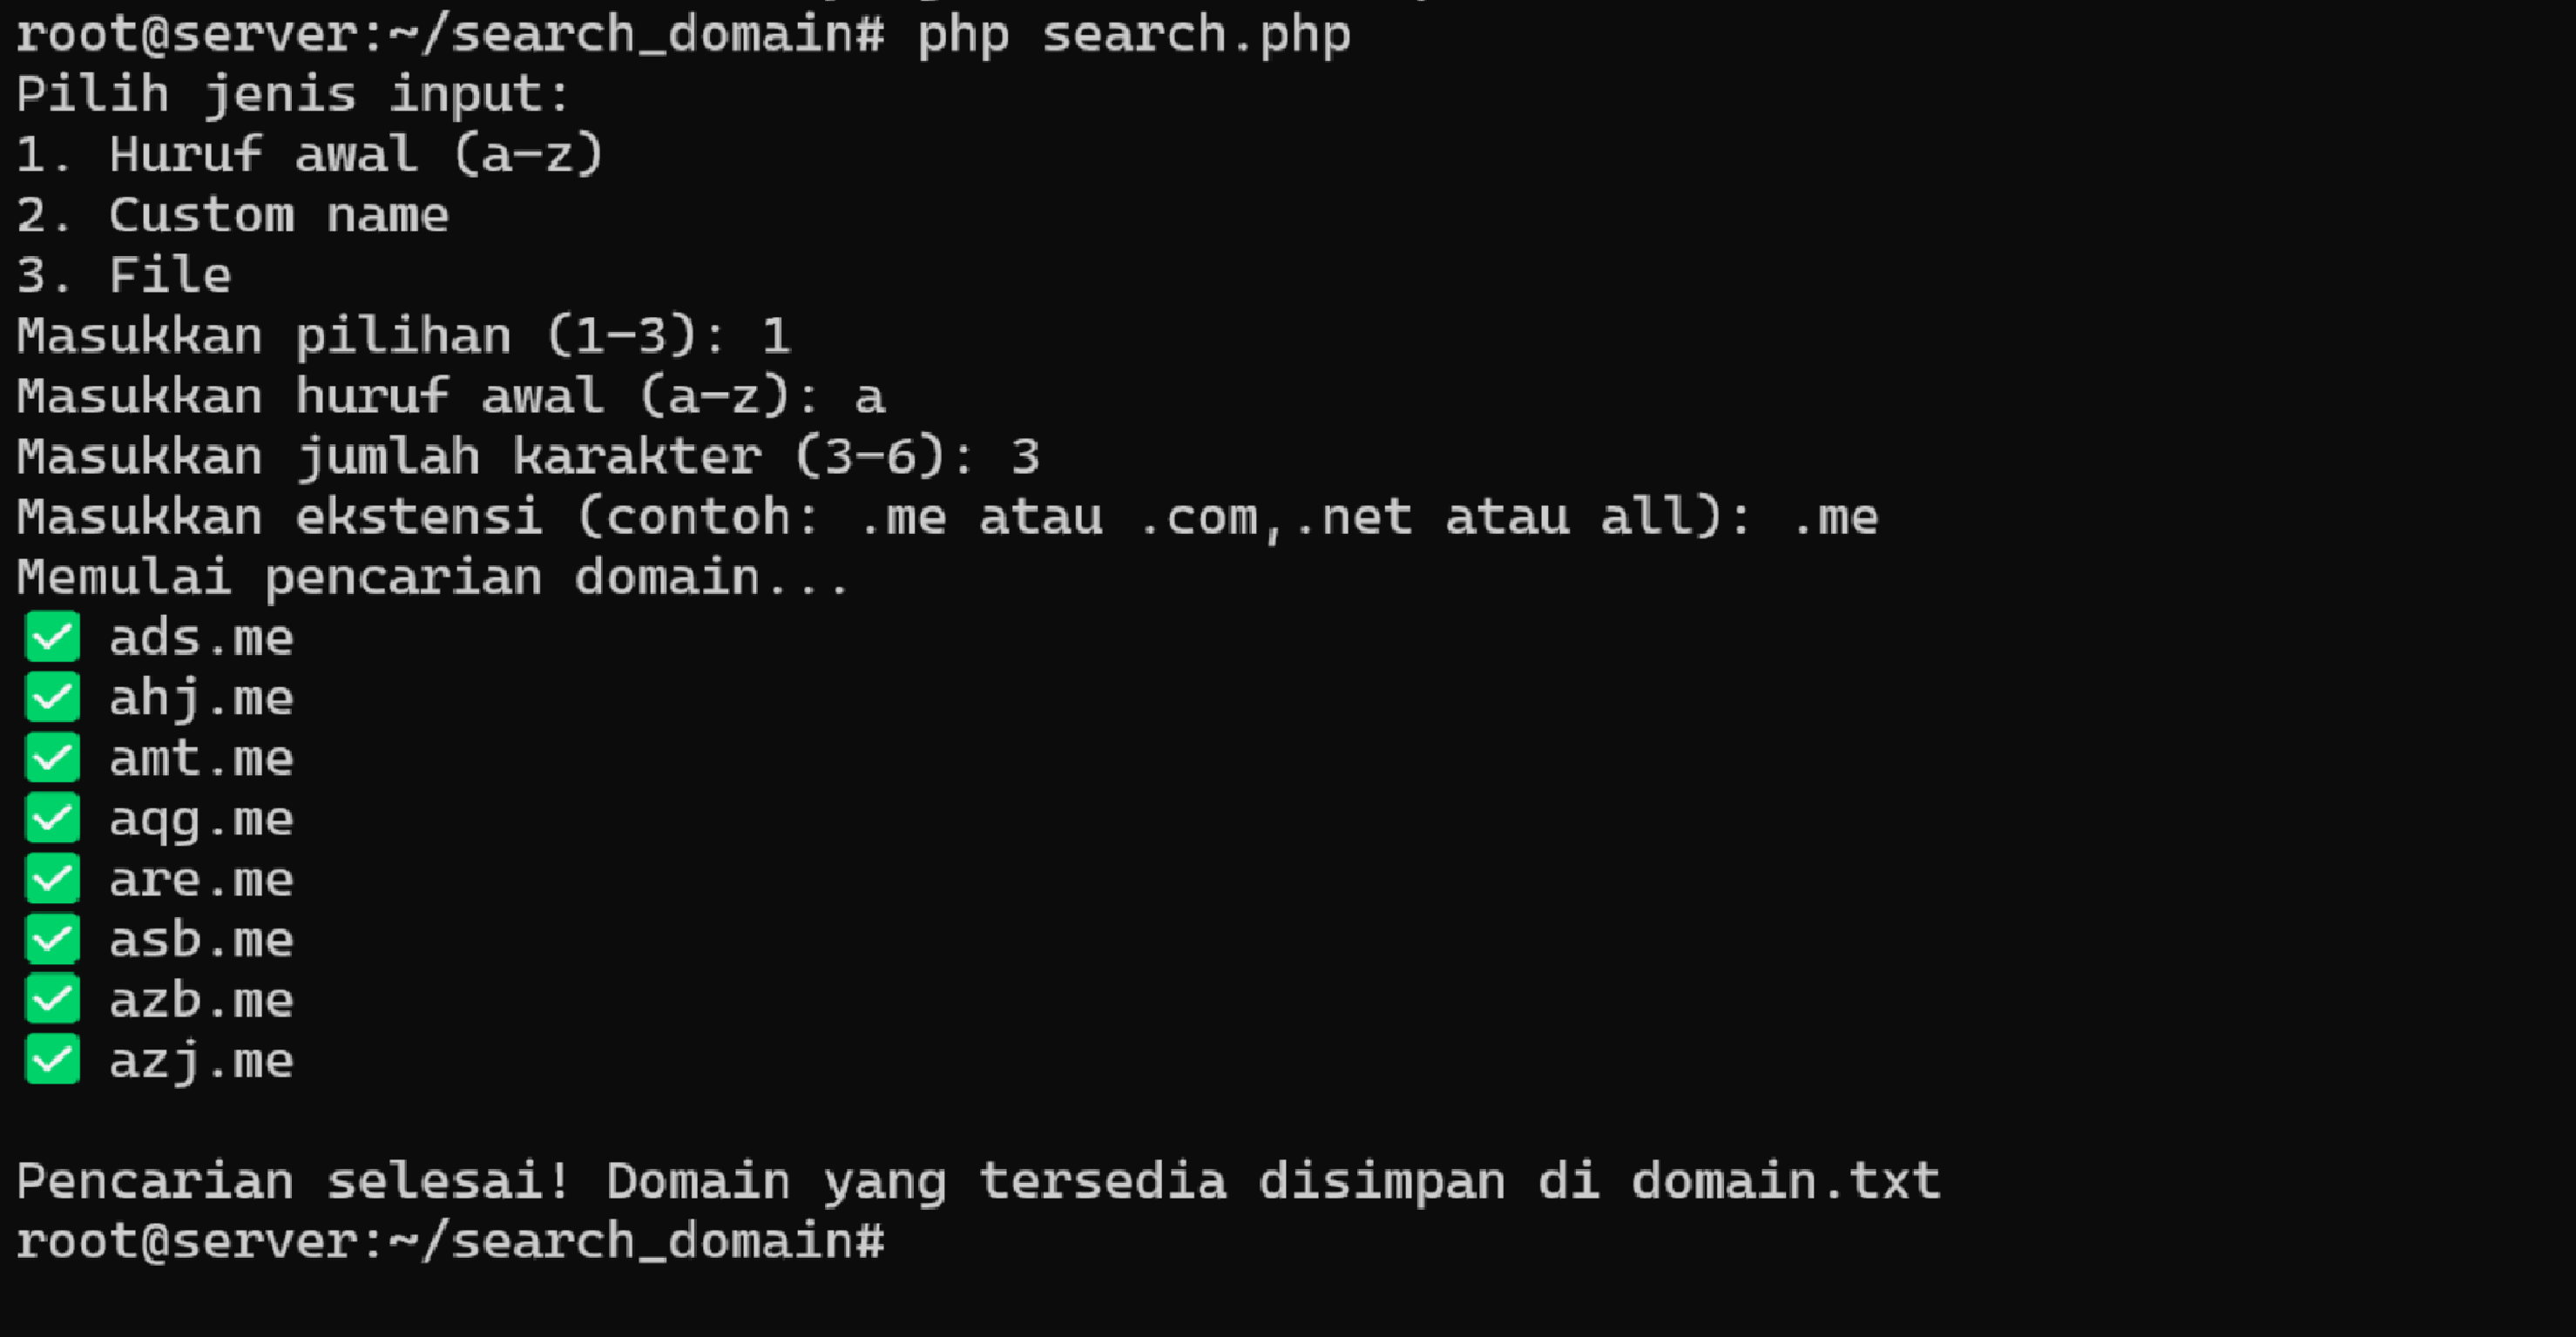 root@server:~/search_domain# php search.php
Pilih jenis input:
1. Huruf awal (a-z)
2. Custom name
3. File
Masukkan pilihan (1-3): 1
Masukkan huruf awal (a-z): a
Masukkan jumlah karakter (3-6): 3
Masukkan ekstensi (contoh: .me atau .com,.net atau all): .me
Memulai pencarian domain...
✅ ads.me
✅ ahj.me
✅ amt.me
✅ aqg.me
✅ are.me
✅ asb.me
✅ azb.me
✅ azj.me
Pencarian selesai! Domain yang tersedia disimpan di domain.txt
root@server:~/search_domain#